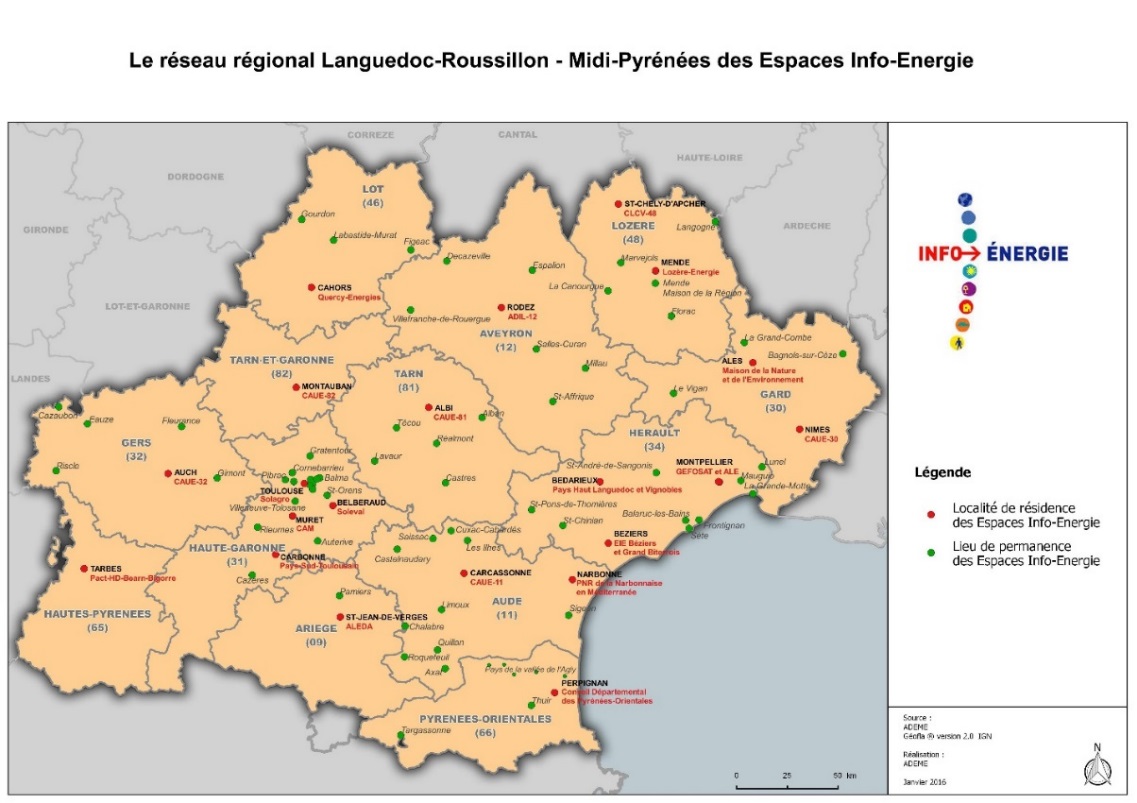 Le réseau régional Languedoc-Roussillon - Midi-Pyrénées des Espaces Info-Energie
CORREZE
CANTAL
HAUTE-LOIRE
DORDOGNE
GIRONDE
ARDECHE
LOT-ET-GARONNE
LANDES
LOT
(46)
Gourdon
Labastide-Murat
Figeac
CAHORS
Quercy-Energies
Decazeville
Espalion
RODEZ
ADIL-12
Villefranche-de-Rouergue
AVEYRON
(12)
Salles-Curan
Millau
St-Affrique
ST-CHELY-D'APCHER
CLCV-48
LOZERE
(48)
Langogne
Marvejols
MENDE
Lozère-Energie
Mende
Maison de la Région
La Canourgue
Florac
La Grand-Combe
Bagnols-sur-Cèze
ALES
Maison de la Nature
et de l'Environnement
GARD
(30)
Le Vigan
NIMES
CAUE-30
TARN-ET-GARONNE
(82)
MONTAUBAN
CAUE-82
TARN
(81)
ALBI
CAUE-81
Alban
Técou
Réalmont
Lavaur
Castres
Cazaubon
Eauze
Fleurance
GERS
(32)
Riscle
AUCH
CAUE-32
Gimont
Gratentour
Cornebarrieu
Pibrac
Balma
TOULOUSE
Solagro
St-Orens
BELBERAUD
Soleval
Villeneuve-Tolosane
MURET
CAM
Rieumes
Auterive
HAUTE-GARONNE
(31)
CARBONNE
Pays-Sud-Toulousain
Cazères
HERAULT
(34)
St-André-de-Sangonis
MONTPELLIER
GEFOSAT et ALE
Lunel
Mauguio
La Grande-Motte
BEDARIEUX
Pays Haut Languedoc et Vignobles
St-Pons-de-Thomières
St-Chinian
Balaruc-les-Bains
Frontignan
Sète
BEZIERS
EIE Béziers
et Grand Biterrois
TARBES
Pact-HD-Bearn-Bigorre
HAUTES-PYRENEES
(65)
Pamiers
ARIEGE
(09)
ST-JEAN-DE-VERGES
ALEDA
Cuxac-Cabardès
Soissac
Les Ilhes
Castelnaudary
CARCASSONNE
CAUE-11
NARBONNE
PNR de la Narbonnaise
en Méditerranée
AUDE
(11)
Limoux
Sigean
Chalabre
Quillan
Roquefeuil
Axat
Pays de la vallée de l'Agly
PERPIGNAN
Conseil Départemental
des Pyrénées-Orientales
Thuir
PYRENEES-ORIENTALES
(66)
Targassonne
0 25 50 km
INFO→ ÉNERGIE
Légende
Localité de résidence
des Espaces Info-Energie
Lieu de permanence
des Espaces Info-Energie
Source :
ADEME
Géofla ® version 2.0 IGN
Réalisation :
ADEME
Janvier 2016
N